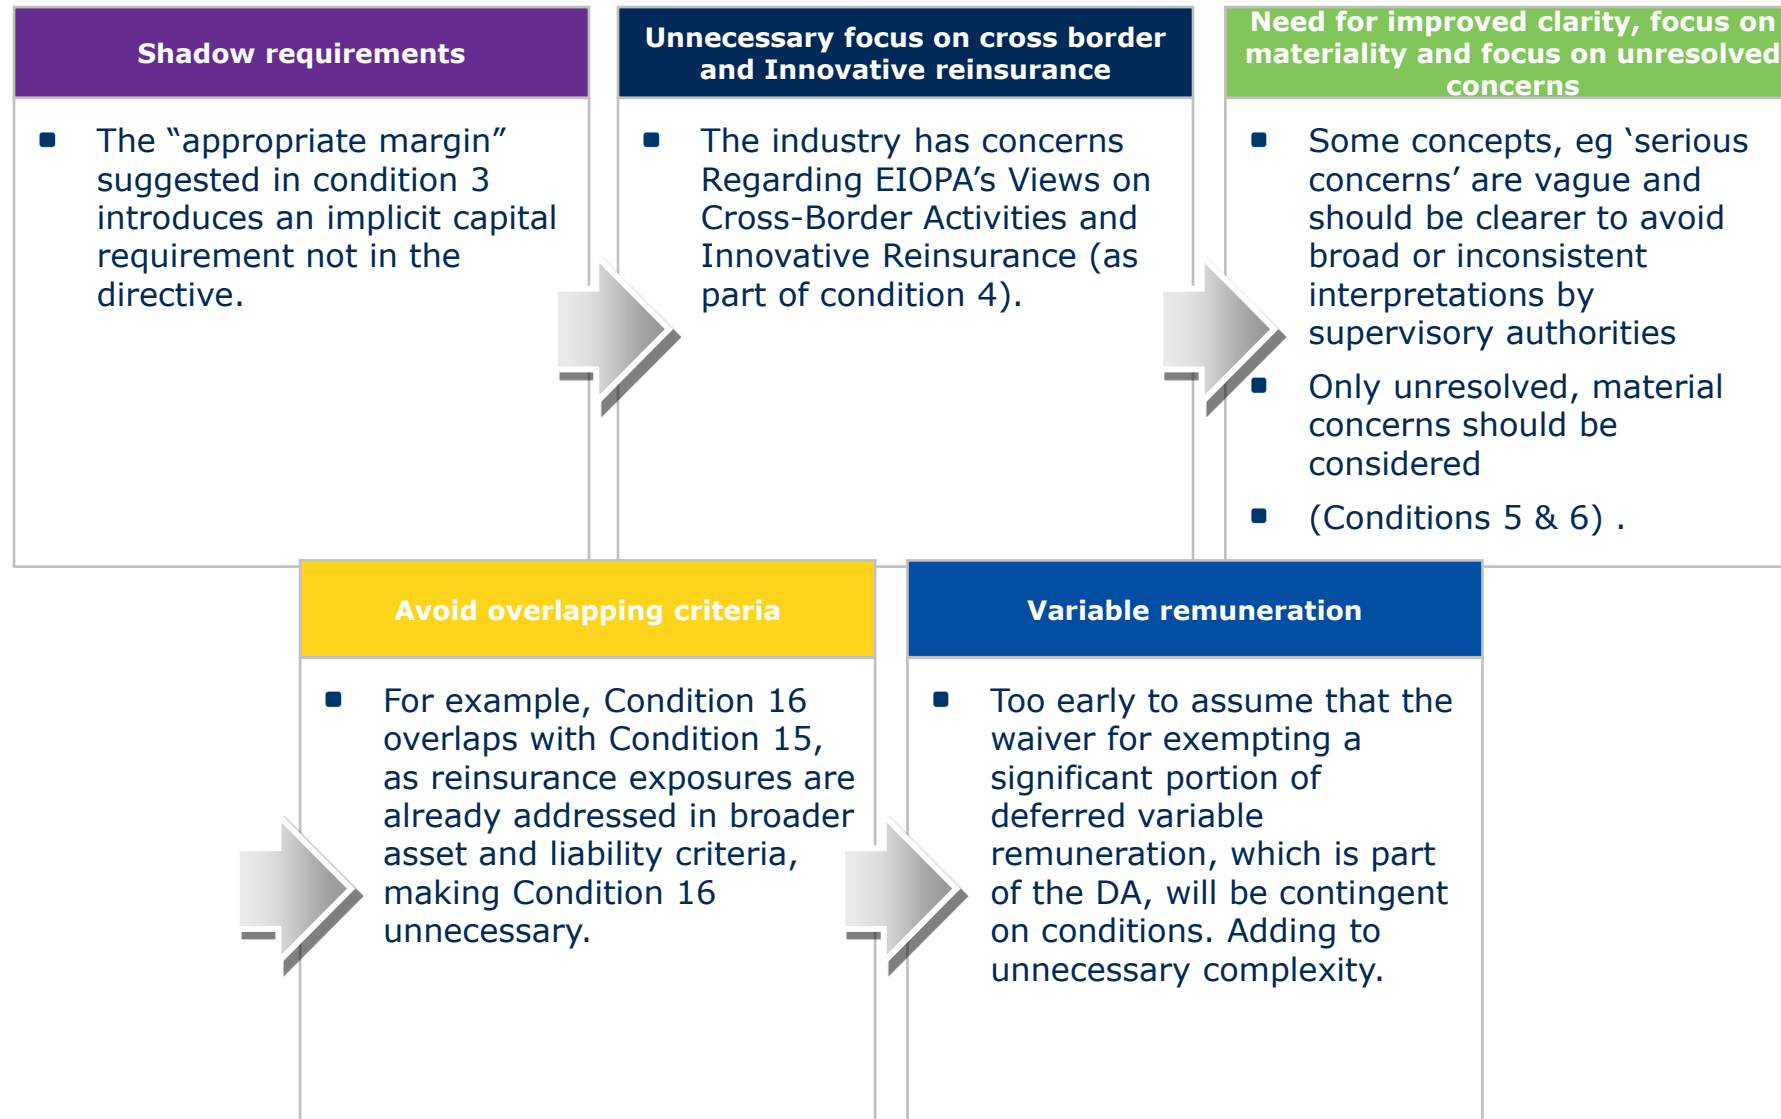 Shadow requirements
The “appropriate margin”
suggested in condition 3
introduces an implicit capital
requirement not in the
directive.
Unnecessary focus on cross border
and Innovative reinsurance
The industry has concerns
Regarding EIOPA’s Views on
Cross-Border Activities and
Innovative Reinsurance (as
part of condition 4).
Need for improved clarity, focus on
materiality and focus on unresolved
concerns
Some concepts, eg ‘serious
concerns’ are vague and
should be clearer to avoid
broad or inconsistent
interpretations by
supervisory authorities
Only unresolved, material
concerns should be
considered
(Conditions 5 & 6) .
Avoid overlapping criteria
For example, Condition 16
overlaps with Condition 15,
as reinsurance exposures are
already addressed in broader
asset and liability criteria,
making Condition 16
unnecessary.
Variable remuneration
Too early to assume that the
waiver for exempting a
significant portion of
deferred variable
remuneration, which is part
of the DA, will be contingent
on conditions. Adding to
unnecessary complexity.